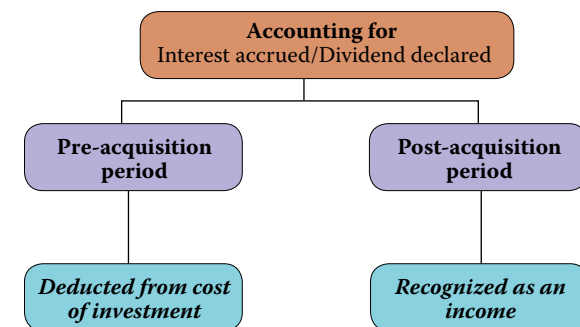 Accounting for
Interest accrued/Dividend declared
Pre-acquisition
period
Post-acquisition
period
Deducted from cost
of investment
Recognized as an
income